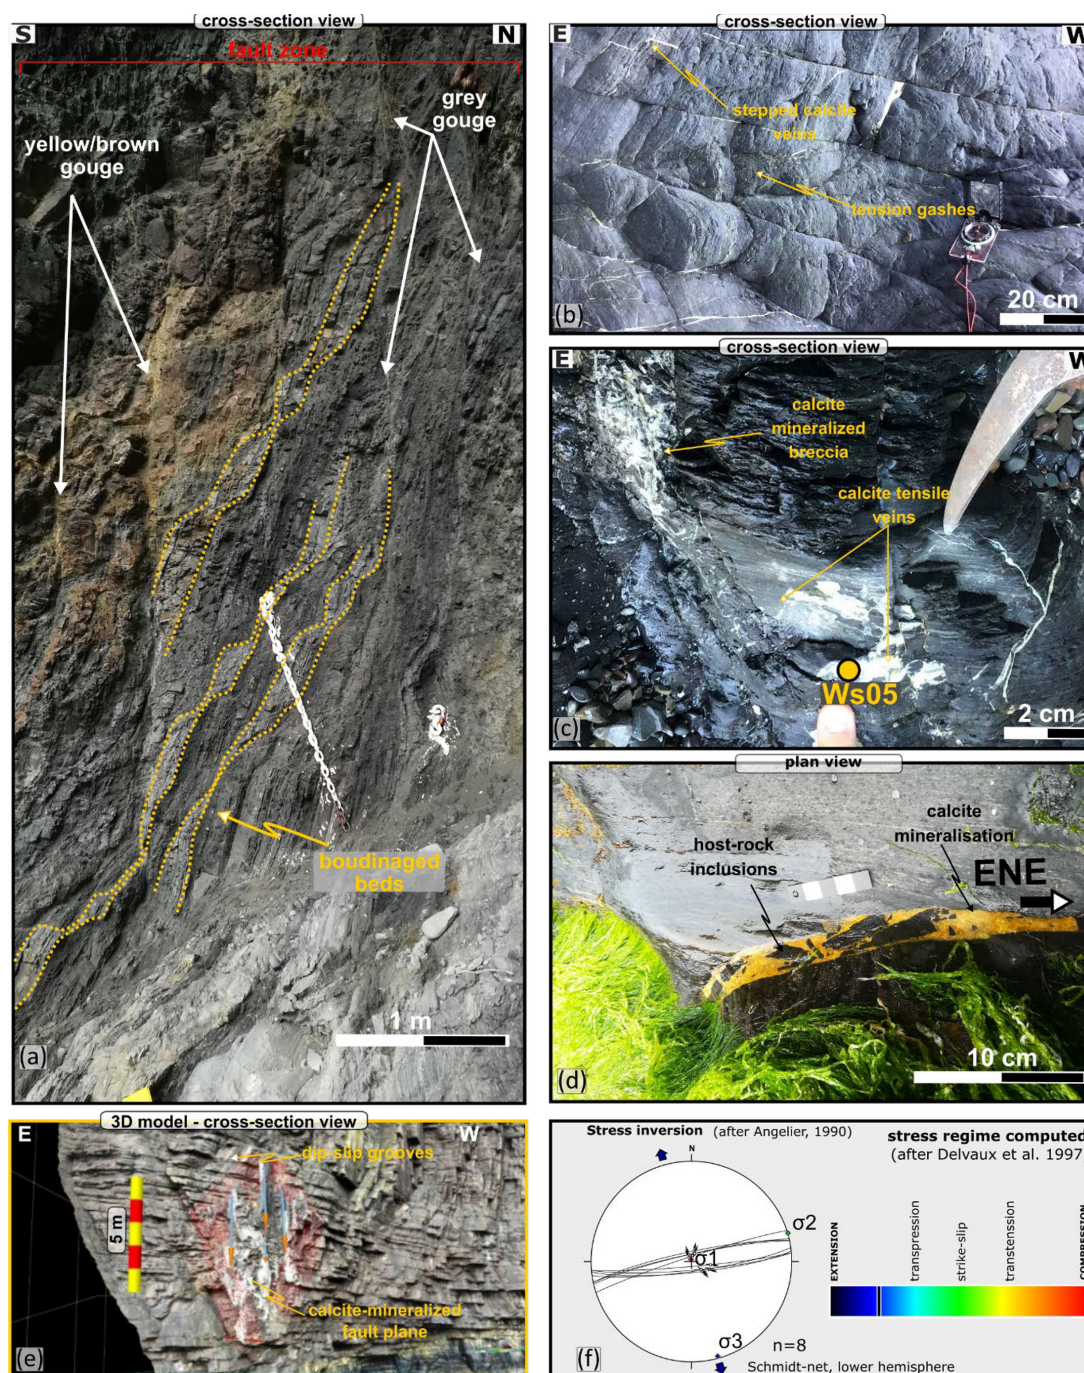 cross-section view
S
N
fault zone
grey
gouge
yellow/brown
gouge
boudinaged
beds
1 m
(a)
cross-section view
E
W
stepped calcite
veins
tension gashes
20 cm
(b)
cross-section view
E
W
calcite
mineralized
breccia
calcite tensile
veins
Ws05
2 cm
(c)
plan view
calcite
mineralisation
host-rock
inclusions
ENE
10 cm
(d)
3D model - cross-section view
E
W
dip-slip grooves
5 m
calcite-mineralized
fault plane
(e)
Stress inversion (after Angelier, 1990)
stress regime computed
(after Delvaux et al. 1997)
N
σ2
σ1
σ3
n=8
Schmidt-net, lower hemisphere
EXTENSION
transpression
strike-slip
transtenssion
COMPRESSION
(f)